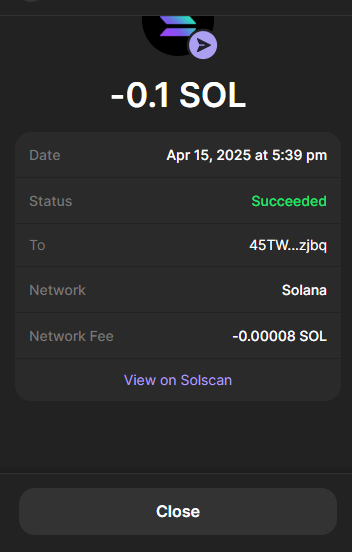 -0.1 SOL
Date Apr 15, 2025 at 5:39 pm
Status Succeeded
To 45TW...zjbq
Network Solana
Network Fee -0.00008 SOL
View on Solscan
Close